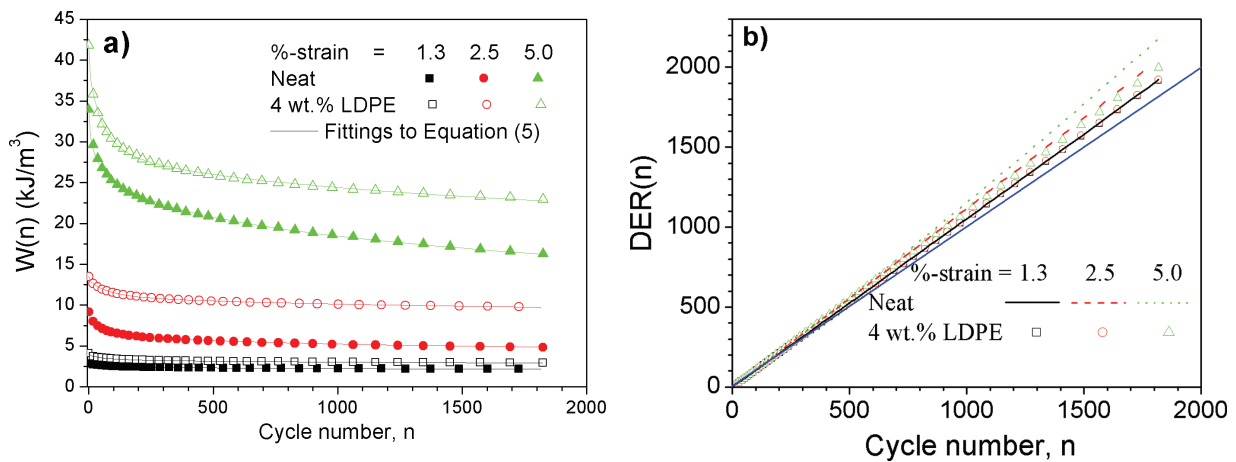 a)
%-strain = 1.3 2.5 5.0
Neat
4 wt.% LDPE
Fittings to Equation (5)
W(n) (kJ/m³)
45
40
35
30
25
20
15
10
5
0
0 500 1000 1500 2000
Cycle number, n
b)
DER(n)
2000
1500
1000
500
0
%-strain = 1.3 2.5 5.0
Neat
4 wt.% LDPE
0 500 1000 1500 2000
Cycle number, n